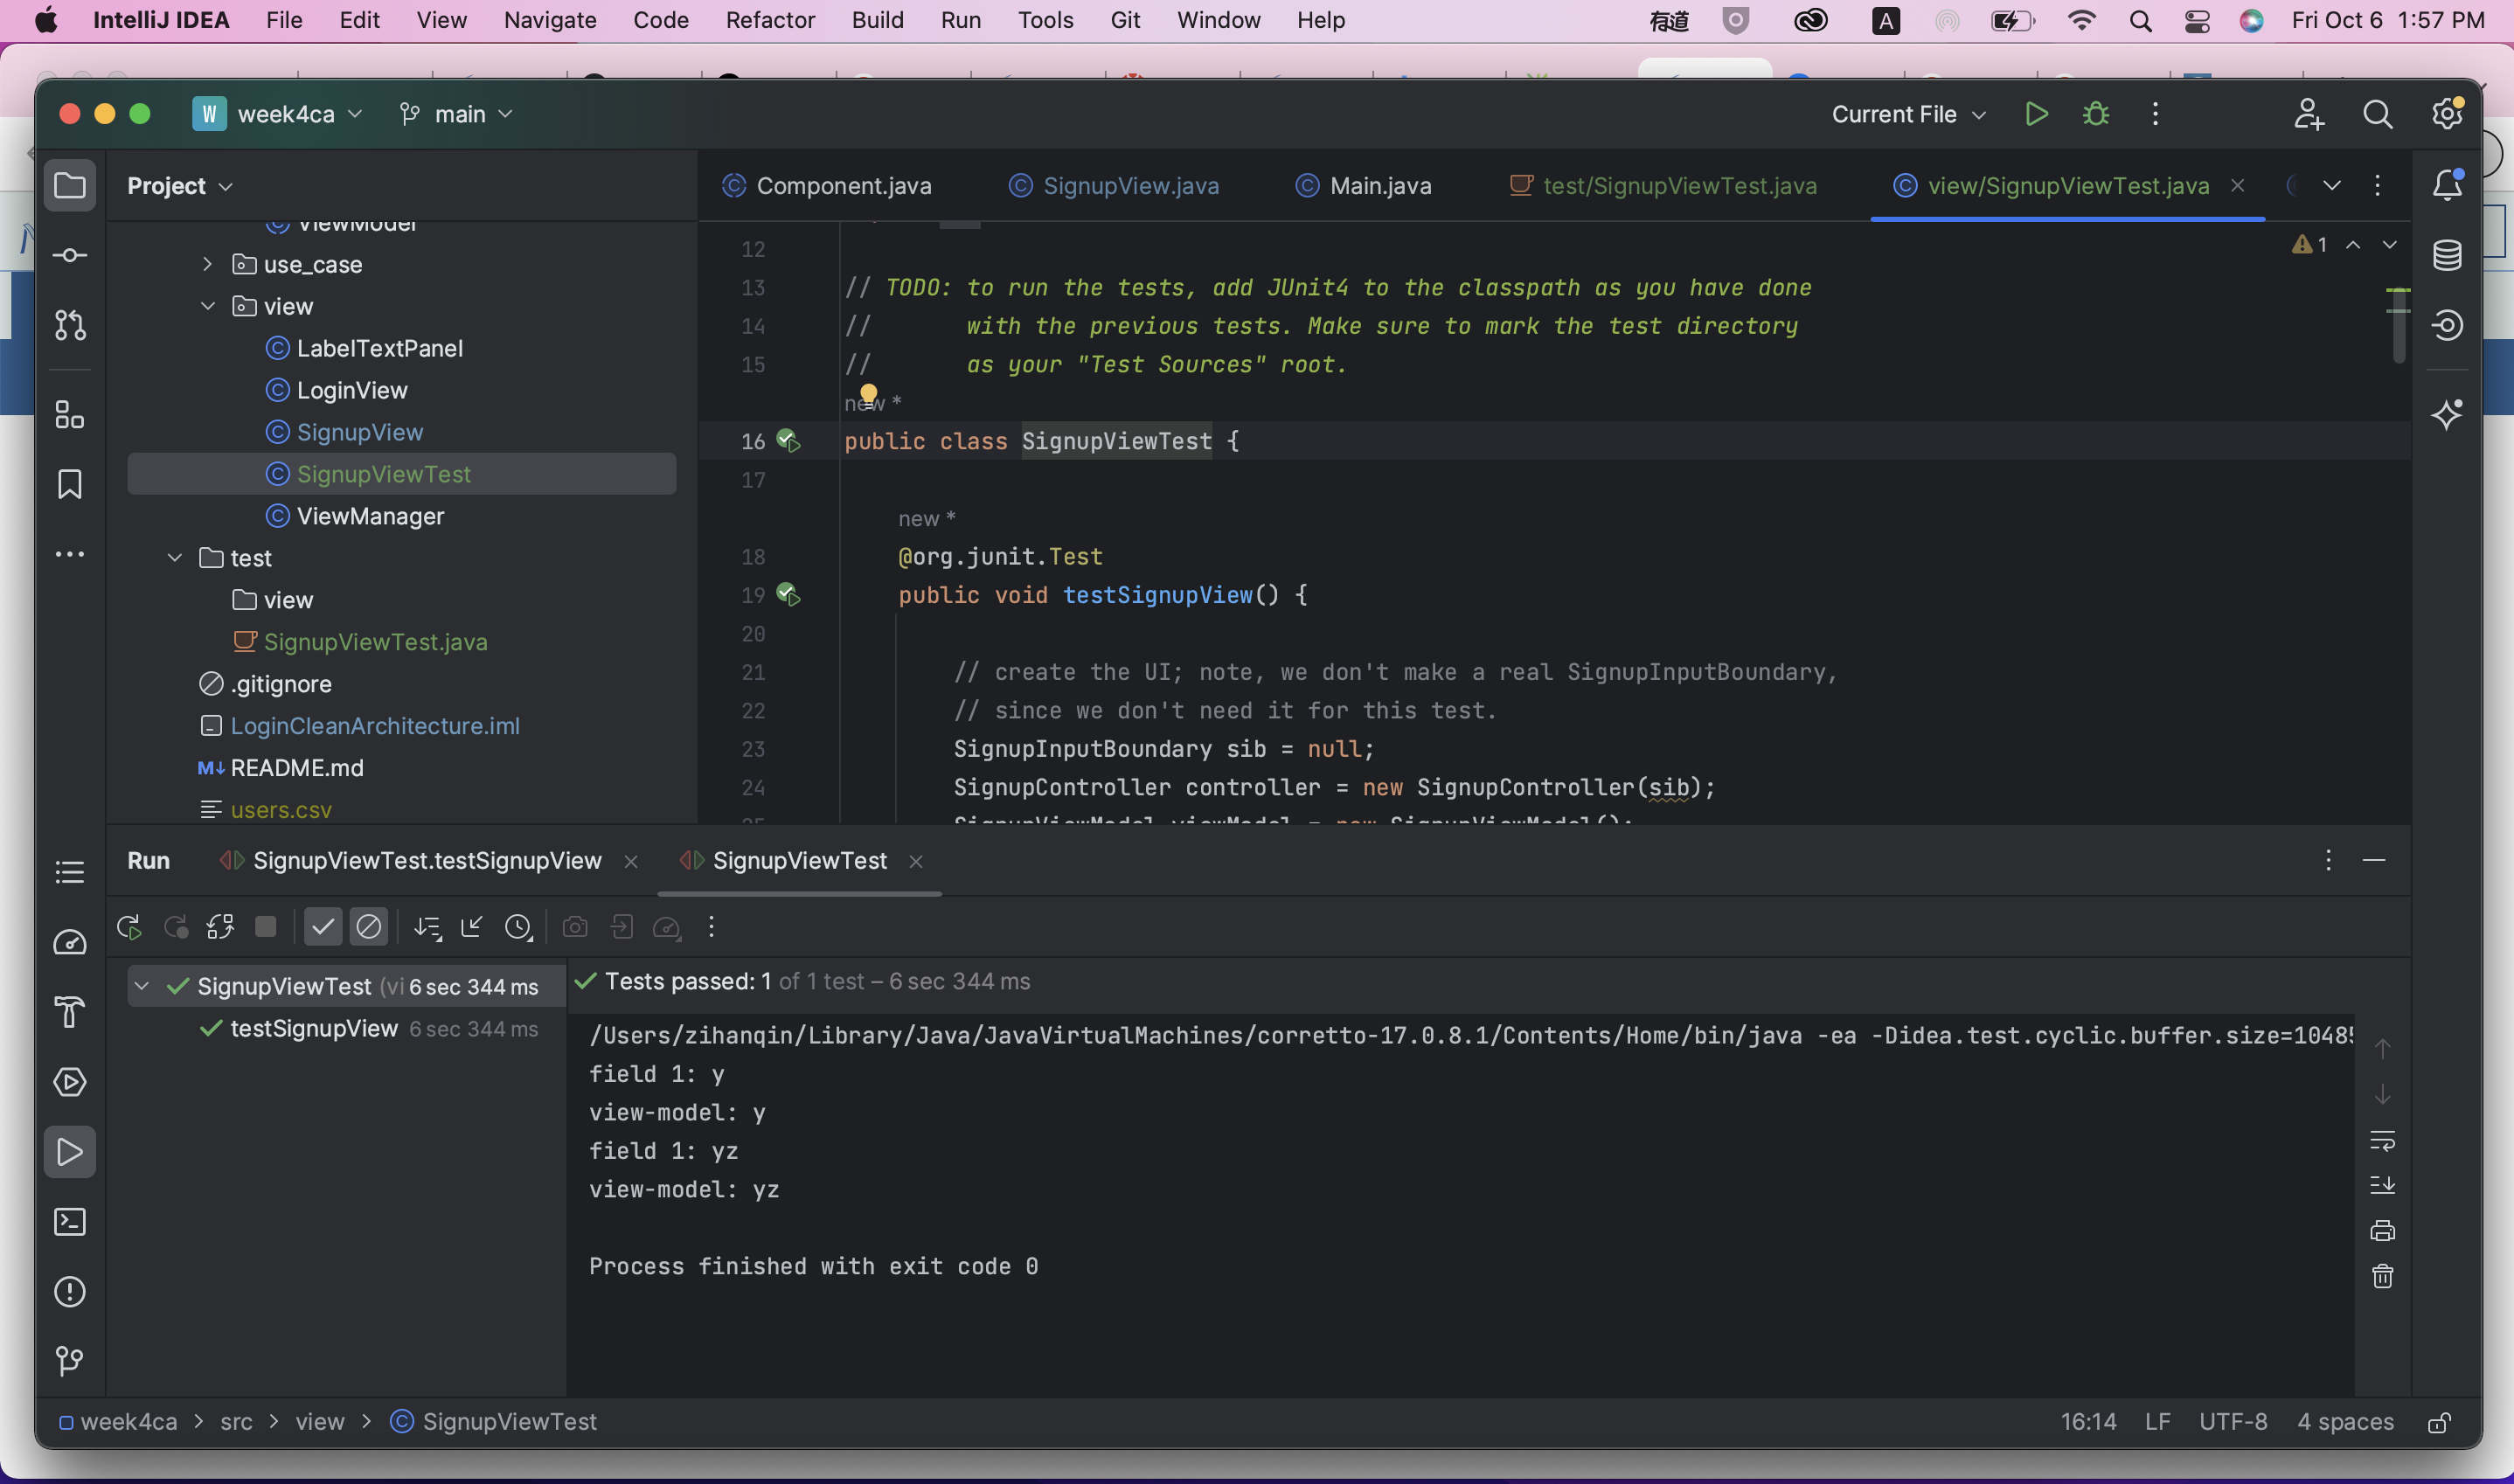 IntelliJ IDEA File Edit View Navigate Code Refactor Build Run Tools Git Window Help 有道 A Fri Oct 6 1:57 PM
W week4ca main Current File
Project
Component.java SignupView.java Main.java test/SignupViewTest.java view/SignupViewTest.java
ViewModel
use_case
view
LabelTextPanel
LoginView
SignupView
SignupViewTest
ViewManager
test
view
SignupViewTest.java
.gitignore
LoginCleanArchitecture.iml
M↓ README.md
users.csv
1
12
13 // TODO: to run the tests, add JUnit4 to the classpath as you have done
14 //       with the previous tests. Make sure to mark the test directory
15 //       as your "Test Sources" root.
new *
16 public class SignupViewTest {
17
new *
18 @org.junit.Test
19 public void testSignupView() {
20
21 // create the UI; note, we don't make a real SignupInputBoundary,
22 // since we don't need it for this test.
23 SignupInputBoundary sib = null;
24 SignupController controller = new SignupController(sib);
25 SignupViewModel viewModel = new SignupViewModel();
Run SignupViewTest.testSignupView SignupViewTest
SignupViewTest (vi 6 sec 344 ms
testSignupView 6 sec 344 ms
Tests passed: 1 of 1 test – 6 sec 344 ms
/Users/zihanqin/Library/Java/JavaVirtualMachines/corretto-17.0.8.1/Contents/Home/bin/java -ea -Didea.test.cyclic.buffer.size=10485
field 1: y
view-model: y
field 1: yz
view-model: yz
Process finished with exit code 0
week4ca > src > view > SignupViewTest 16:14 LF UTF-8 4 spaces